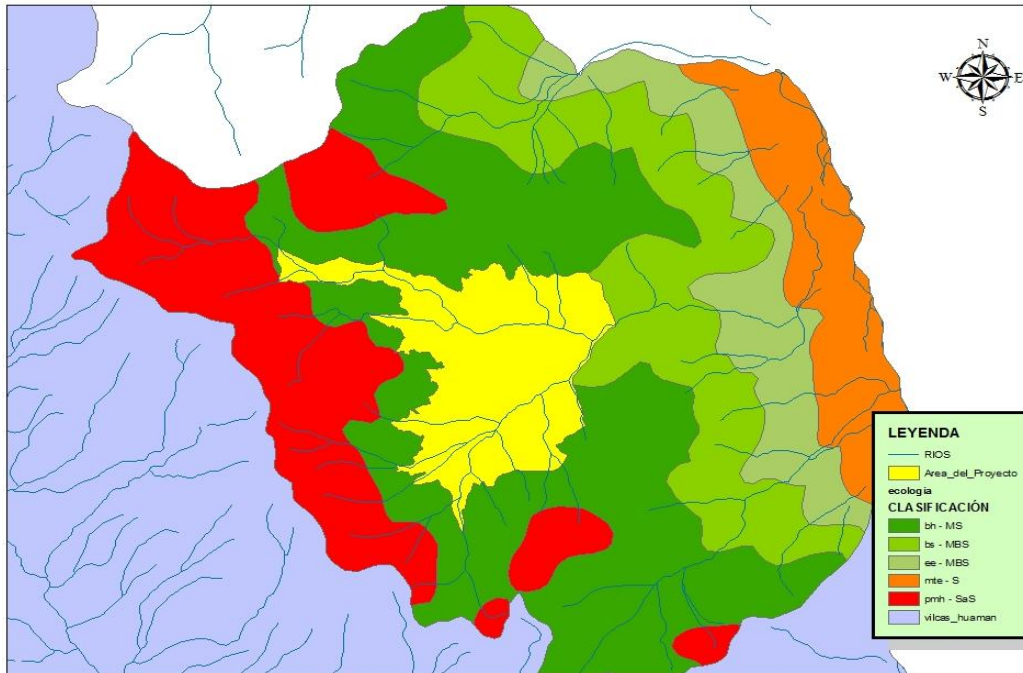 N
W E
S
LEYENDA
RIOS
Area_del_Proyecto
ecologia
CLASIFICACIÓN
bh - MS
bs - MBS
ee - MBS
mte - S
pmh - SaS
vilcas_huaman